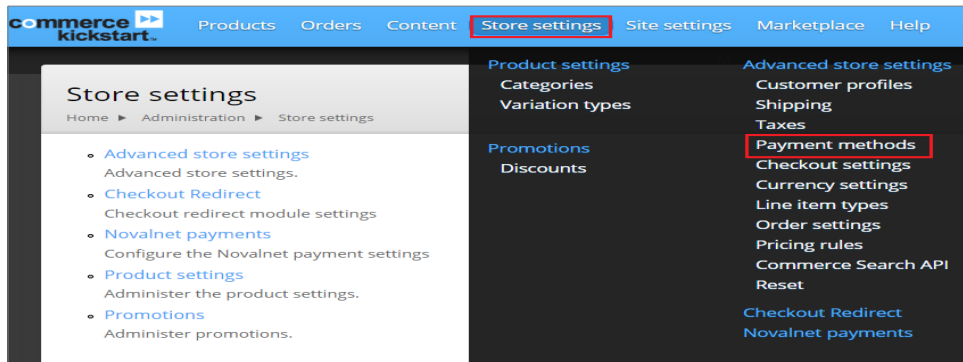 commerce kickstart™
Products Orders Content Store settings Site settings Marketplace Help
Store settings
Home ► Administration ► Store settings
Advanced store settings
Advanced store settings.
Checkout Redirect
Checkout redirect module settings
Novalnet payments
Configure the Novalnet payment settings
Product settings
Administer the product settings.
Promotions
Administer promotions.
Product settings
Categories
Variation types
Promotions
Discounts
Advanced store settings
Customer profiles
Shipping
Taxes
Payment methods
Checkout settings
Currency settings
Line item types
Order settings
Pricing rules
Commerce Search API
Reset
Checkout Redirect
Novalnet payments